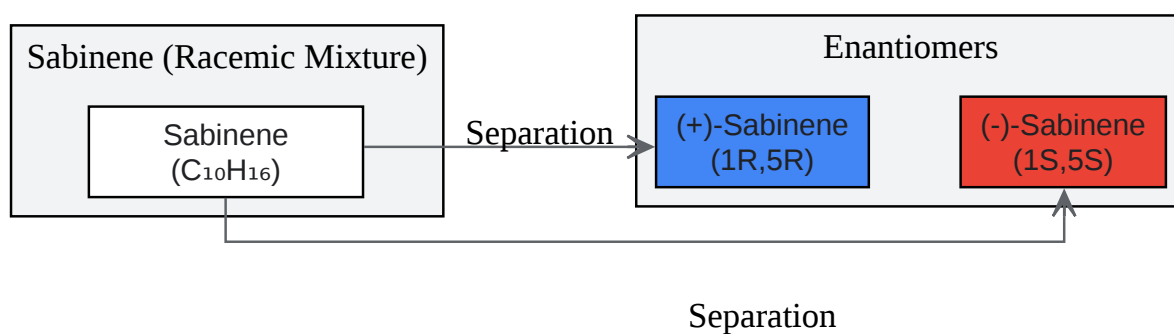 Sabinene (Racemic Mixture)
Sabinene
(C₁₀H₁₆)
Separation
Enantiomers
(+)-Sabinene
(1R,5R)
(-)-Sabinene
(1S,5S)
Separation